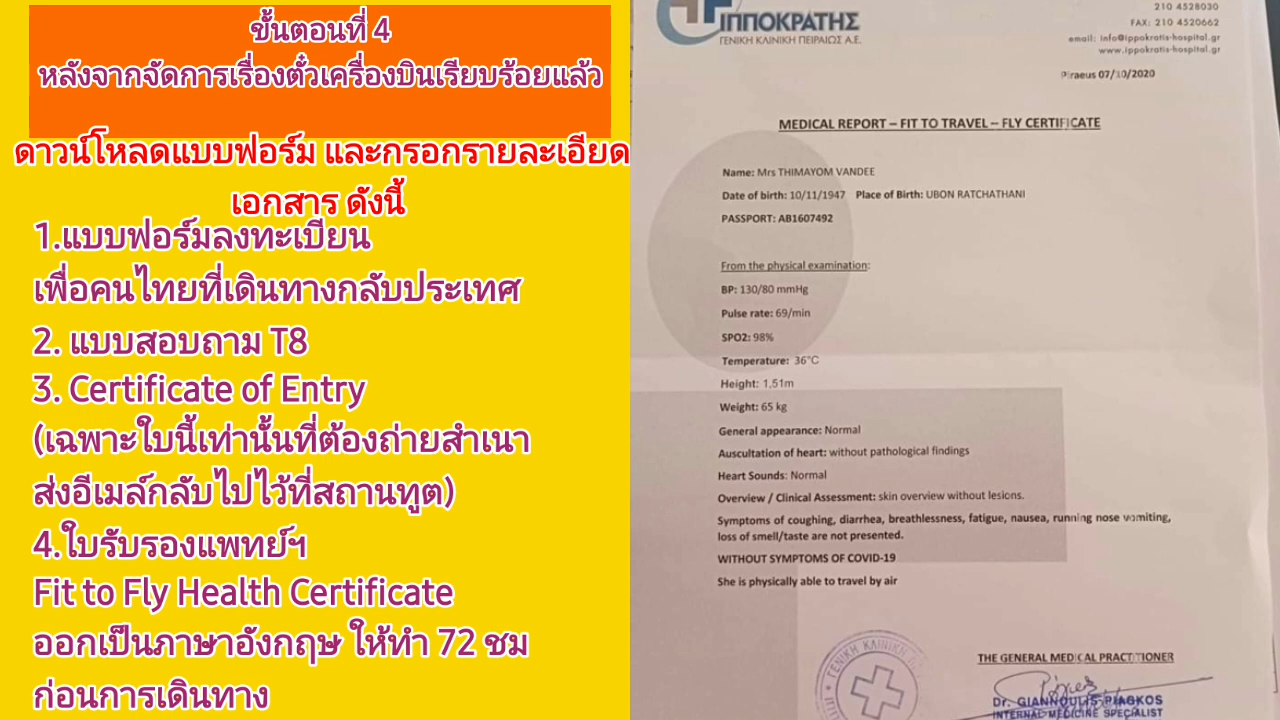 ขั้นตอนที่ 4
หลังจากจัดการเรื่องตั๋วเครื่องบินเรียบร้อยแล้ว
ดาวน์โหลดแบบฟอร์ม และกรอกรายละเอียด
เอกสาร ดังนี้
1.แบบฟอร์มลงทะเบียน
เพื่อคนไทยที่เดินทางกลับประเทศ
2. แบบสอบถาม T8
3. Certificate of Entry
(เฉพาะใบนี้เท่านั้นที่ต้องถ่ายสำเนา
ส่งอีเมล์กลับไปไว้ที่สถานทูต)
4.ใบรับรองแพทย์ฯ
Fit to Fly Health Certificate
ออกเป็นภาษาอังกฤษ ให้ทำ 72 ชม
ก่อนการเดินทาง
ΙΠΠΟΚΡΑΤΗΣ
ΓΕΝΙΚΗ ΚΛΙΝΙΚΗ ΠΕΙΡΑΙΩΣ Α.Ε.
210 4528030
FAX: 210 4520662
email: info@ippokratis-hospital.gr
www.ippokratis-hospital.gr
Piraeus 07/10/2020
MEDICAL REPORT – FIT TO TRAVEL – FLY CERTIFICATE
Name: Mrs THIMAYOM VANDEE
Date of birth: 10/11/1947 Place of Birth: UBON RATCHATHANI
PASSPORT: AB1607492
From the physical examination:
BP: 130/80 mmHg
Pulse rate: 69/min
SPO2: 98%
Temperature: 36°C
Height: 1,51m
Weight: 65 kg
General appearance: Normal
Auscultation of heart: without pathological findings
Heart Sounds: Normal
Overview / Clinical Assessment: skin overview without lesions.
Symptoms of coughing, diarrhea, breathlessness, fatigue, nausea, running nose vomiting,
loss of smell/taste are not presented.
WITHOUT SYMPTOMS OF COVID-19
She is physically able to travel by air
THE GENERAL MEDICAL PRACTITIONER
Dr. GIANNOULIS PIAGKOS
INTERNAL MEDICINE SPECIALIST
ΓΕΝΙΚΗ ΚΛΙΝΙΚΗ